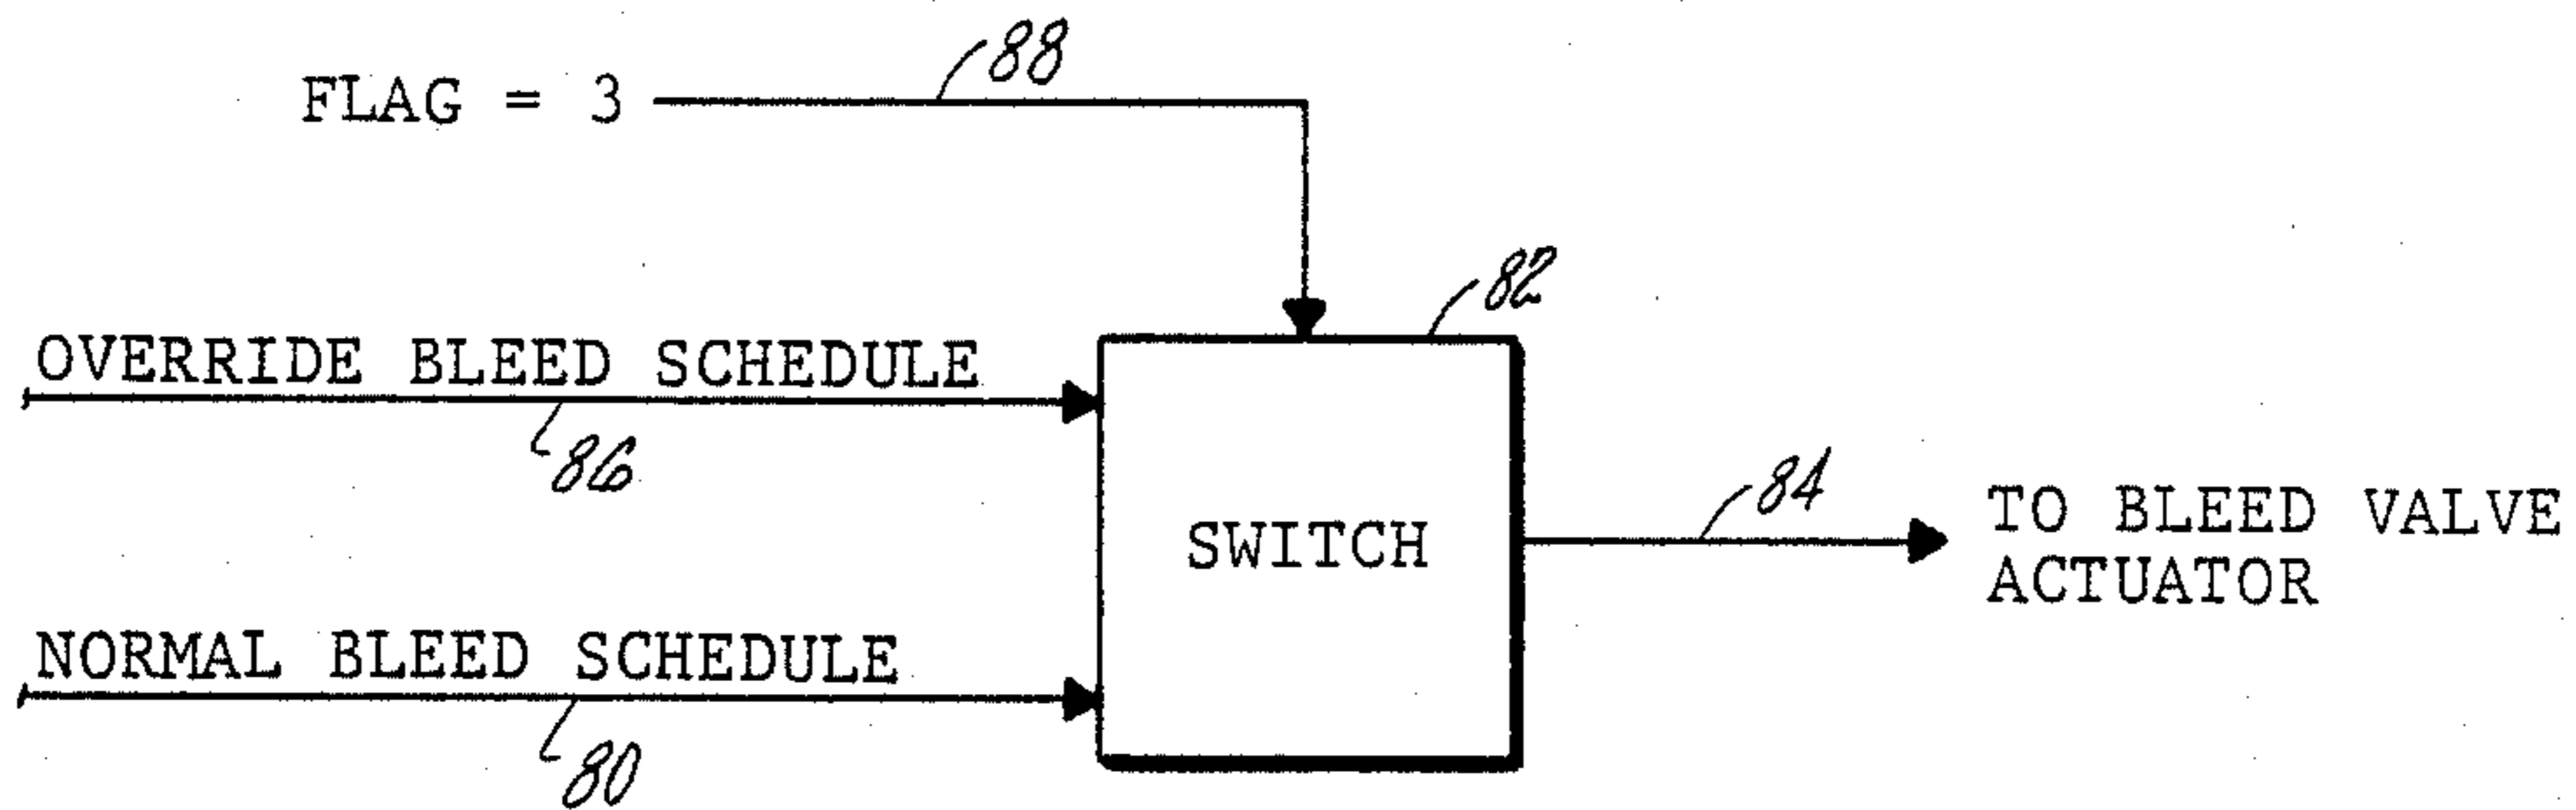 88
FLAG = 3
82
OVERRIDE BLEED SCHEDULE
86
84
SWITCH
TO BLEED VALVE
ACTUATOR
NORMAL BLEED SCHEDULE
80